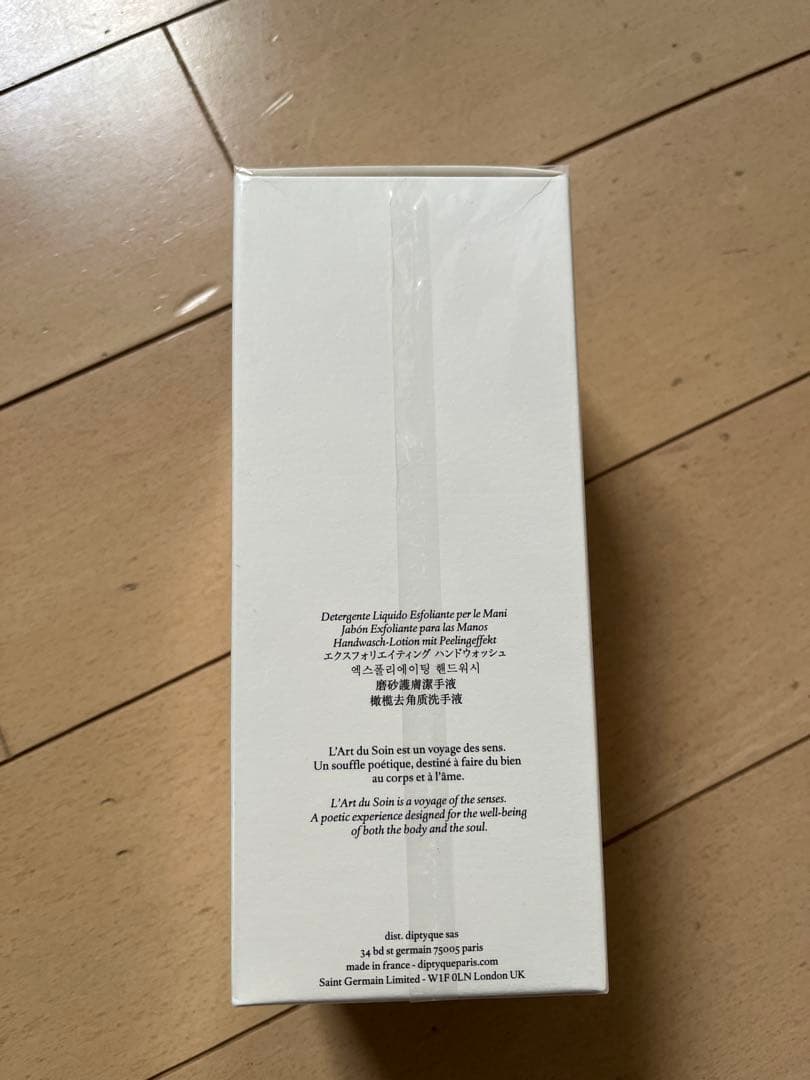 Detergente Liquido Esfoliante per le Mani
Jabón Exfoliante para las Manos
Handwasch-Lotion mit Peelingeffekt
エクスフォリエイティング ハンドウォッシュ
엑스폴리에이팅 핸드워시
磨砂護膚潔手液
橄榄去角质洗手液
L'Art du Soin est un voyage des sens.
Un souffle poétique, destiné à faire du bien
au corps et à l'âme.
L'Art du Soin is a voyage of the senses.
A poetic experience designed for the well-being
of both the body and the soul.
dist. diptyque sas
34 bd st germain 75005 paris
made in france - diptyqueparis.com
Saint Germain Limited - W1F 0LN London UK